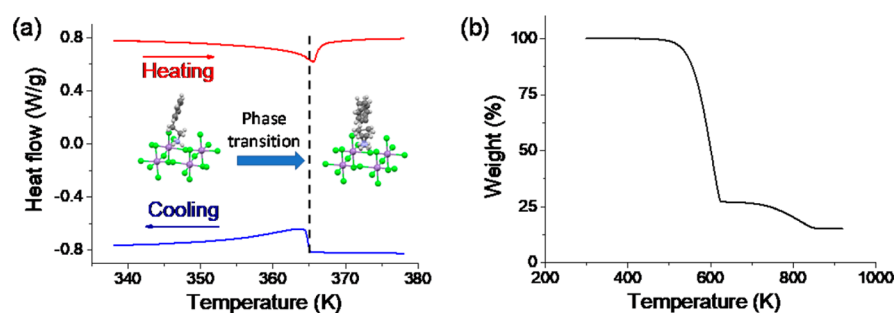 (a)
0.8
0.4
0.0
-0.4
-0.8
Heat flow (W/g)
Heating
Phase
transition
Cooling
340
350
360
370
380
Temperature (K)
(b)
100
75
50
25
0
Weight (%)
200
400
600
800
1000
Temperature (K)